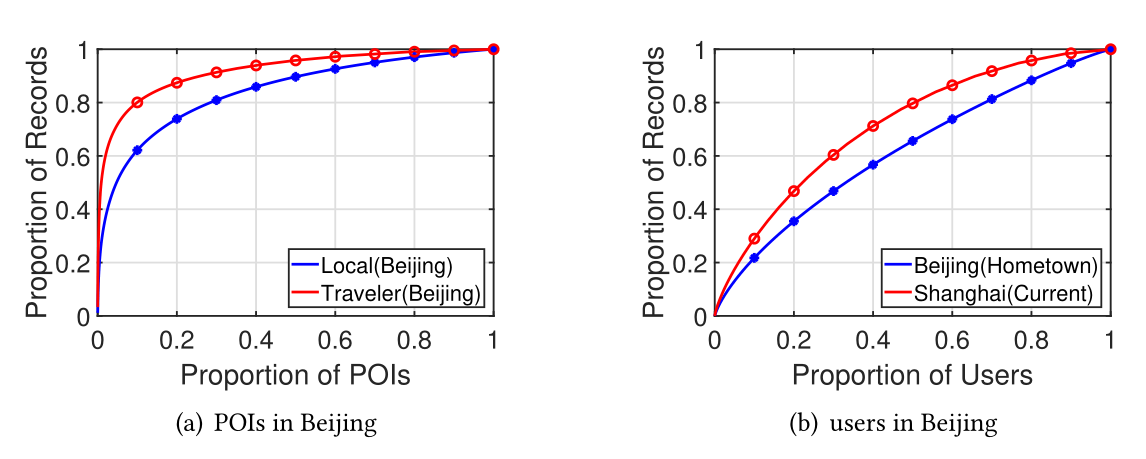 Proportion of Records
1
0.8
0.6
0.4
0.2
0
0 0.2 0.4 0.6 0.8 1
Local(Beijing)
Traveler(Beijing)
Proportion of POIs
(a) POIs in Beijing
Proportion of Records
1
0.8
0.6
0.4
0.2
0
0 0.2 0.4 0.6 0.8 1
Beijing(Hometown)
Shanghai(Current)
Proportion of Users
(b) users in Beijing